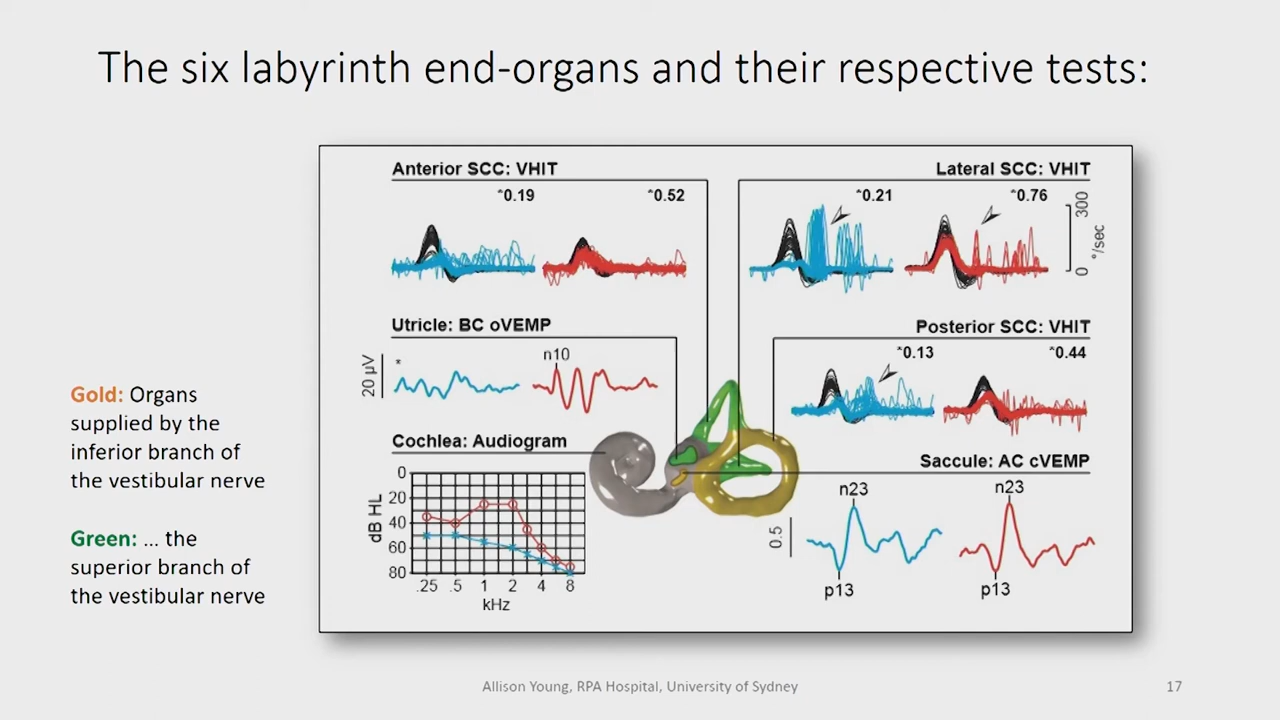 The six labyrinth end-organs and their respective tests:
Anterior SCC: VHIT
*0.19
*0.52
Lateral SCC: VHIT
*0.21
*0.76
300
0
°/sec
Utricle: BC oVEMP
20 µV
*
n10
Posterior SCC: VHIT
*0.13
*0.44
Cochlea: Audiogram
0
20
40
60
80
dB HL
.25 .5 1 2 4 8
kHz
Saccule: AC cVEMP
n23
n23
0.5
p13
p13
Gold: Organs
supplied by the
inferior branch of
the vestibular nerve
Green: ... the
superior branch of
the vestibular nerve
Allison Young, RPA Hospital, University of Sydney
17